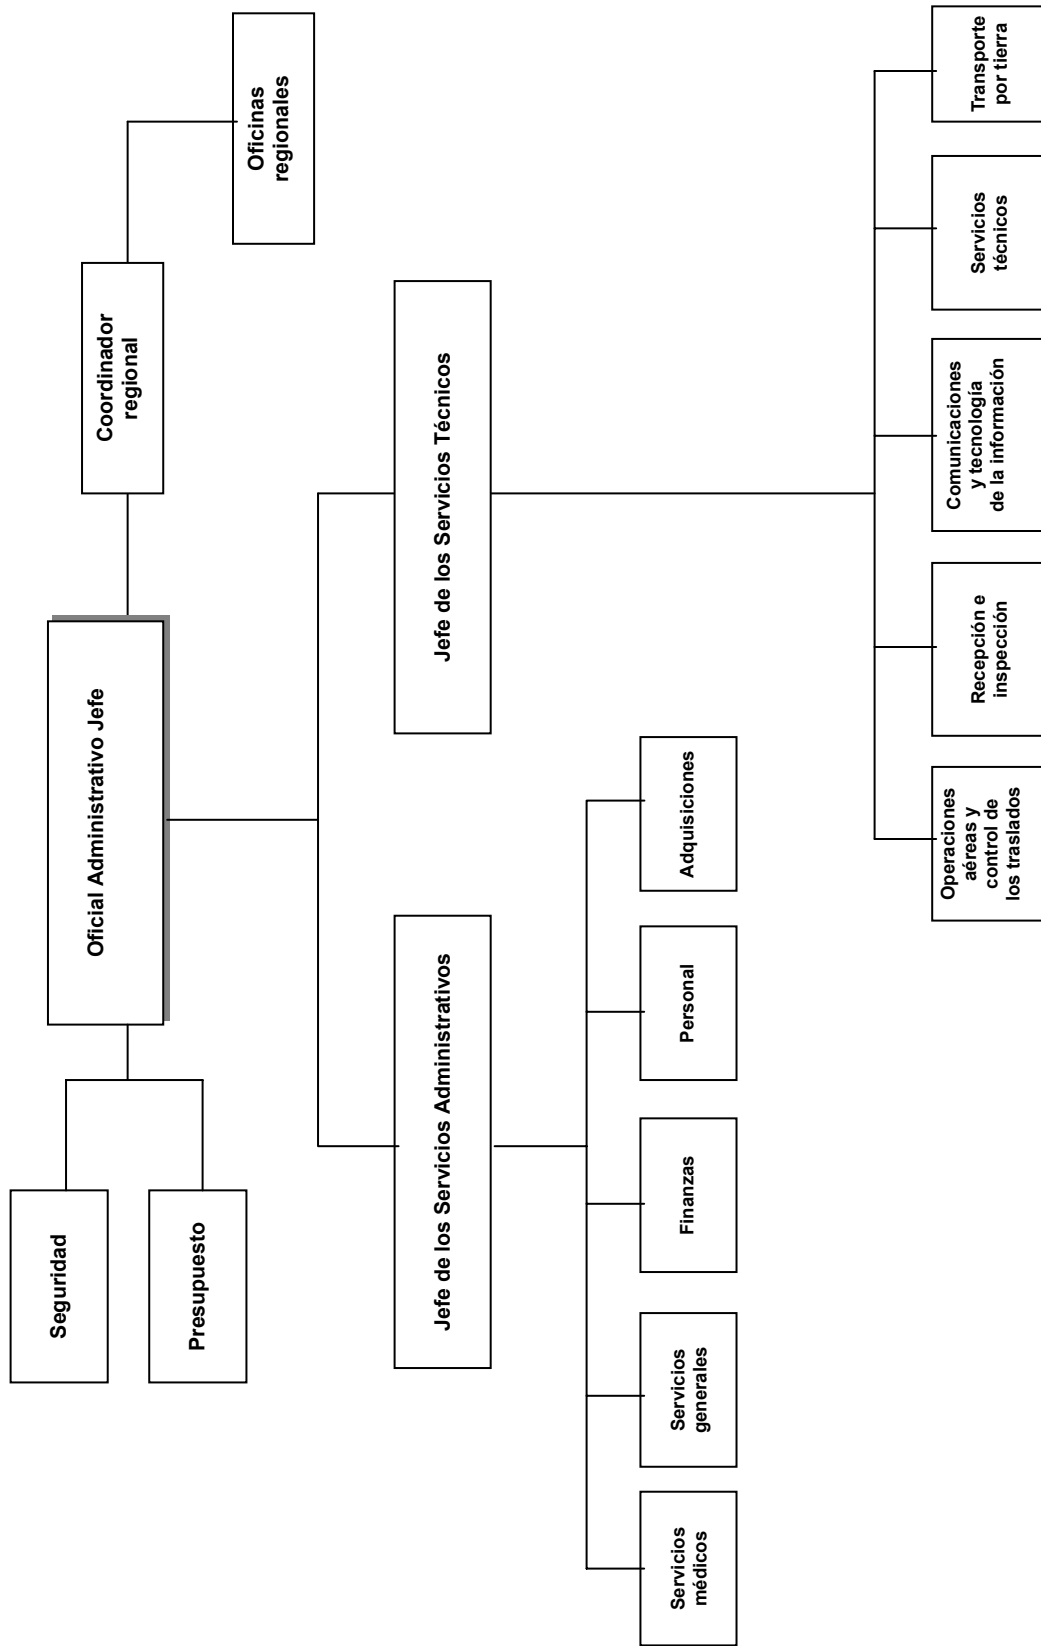 Oficial Administrativo Jefe
Seguridad
Presupuesto
Coordinador
regional
Oficinas
regionales
Jefe de los Servicios Administrativos
Jefe de los Servicios Técnicos
Servicios
médicos
Servicios
generales
Finanzas
Personal
Adquisiciones
Operaciones
aéreas y
control de
los traslados
Recepción e
inspección
Comunicaciones
y tecnología
de la información
Servicios
técnicos
Transporte
por tierra